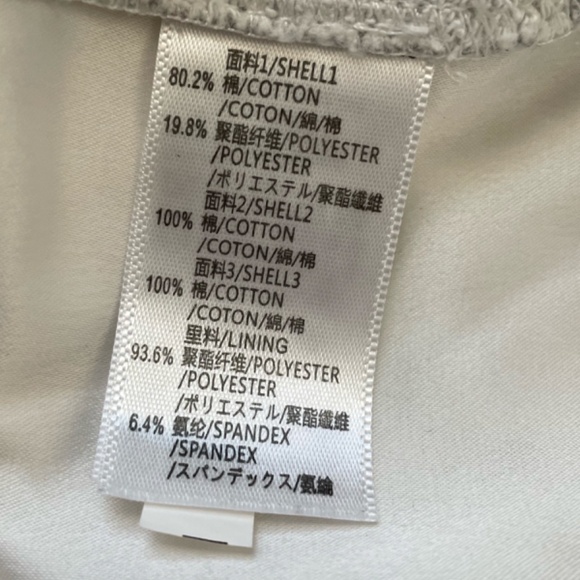 面料1/SHELL1
80.2% 棉/COTTON
/COTON/綿/棉
19.8% 聚酯纤维/POLYESTER
/POLYESTER
/ポリエステル/聚酯纖維
面料2/SHELL2
100% 棉/COTTON
/COTON/綿/棉
面料3/SHELL3
100% 棉/COTTON
/COTON/綿/棉
里料/LINING
93.6% 聚酯纤维/POLYESTER
/POLYESTER
/ポリエステル/聚酯纖維
6.4% 氨纶/SPANDEX
/SPANDEX
/スパンデックス/氨綸